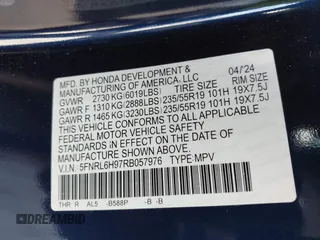 MFD. BY HONDA DEVELOPMENT &
MANUFACTURING OF AMERICA, LLC 04/24
TIRE SIZE RIM SIZE
GVWR 2730 KG(6019LBS)
GAWR F 1310 KG(2888LBS) 235/55R19 101H 19X7.5J
GAWR R 1465 KG(3230LBS) 235/55R19 101H 19X7.5J
THIS VEHICLE CONFORMS TO ALL APPLICABLE
FEDERAL MOTOR VEHICLE SAFETY
STANDARDS IN EFFECT ON THE DATE OF
MANUFACTURE SHOWN ABOVE.
V.I.N.: 5FNRL6H97RB057976 TYPE:MPV
THR R AL5 -B588P -B -B
DREAMBID